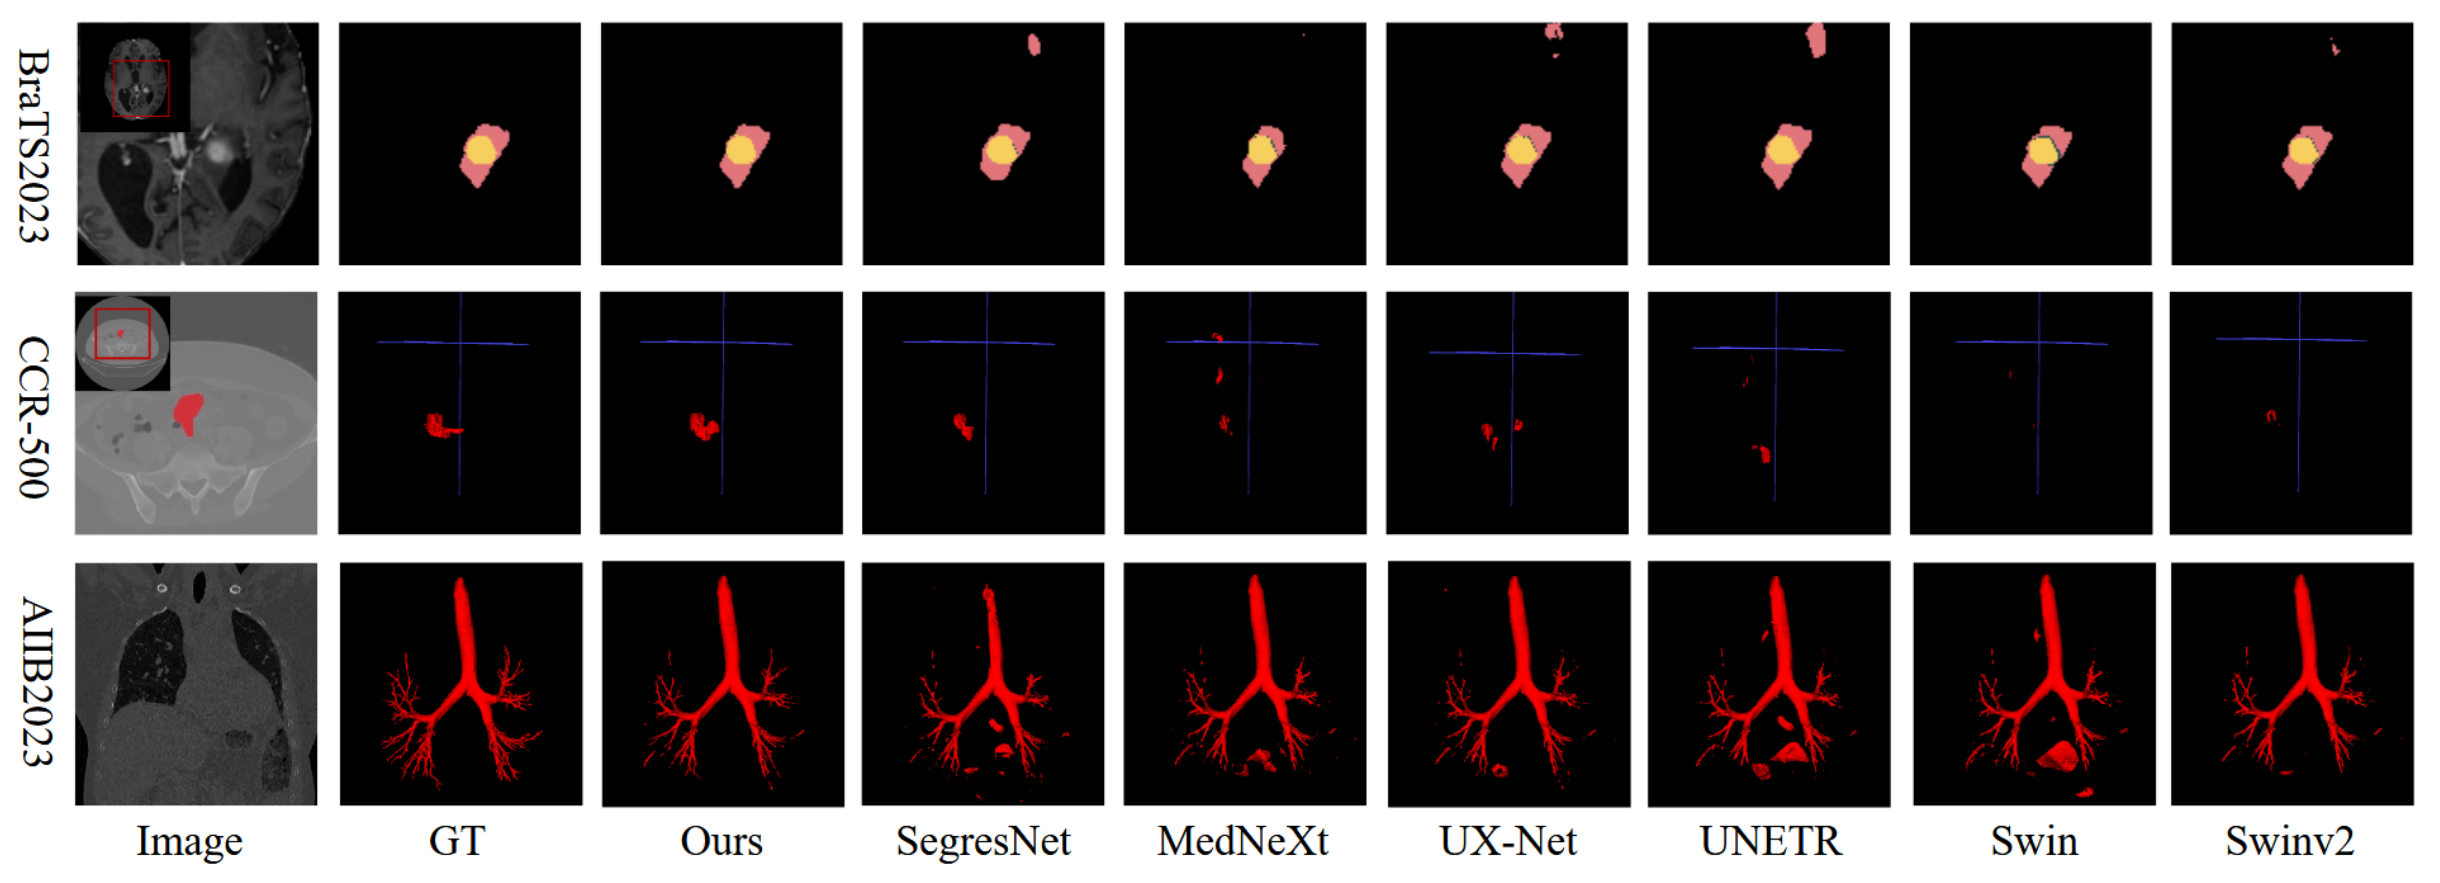 BraTS2023
CCR-500
AIIB2023
Image GT Ours SegresNet MedNeXt UX-Net UNETR Swin Swinv2